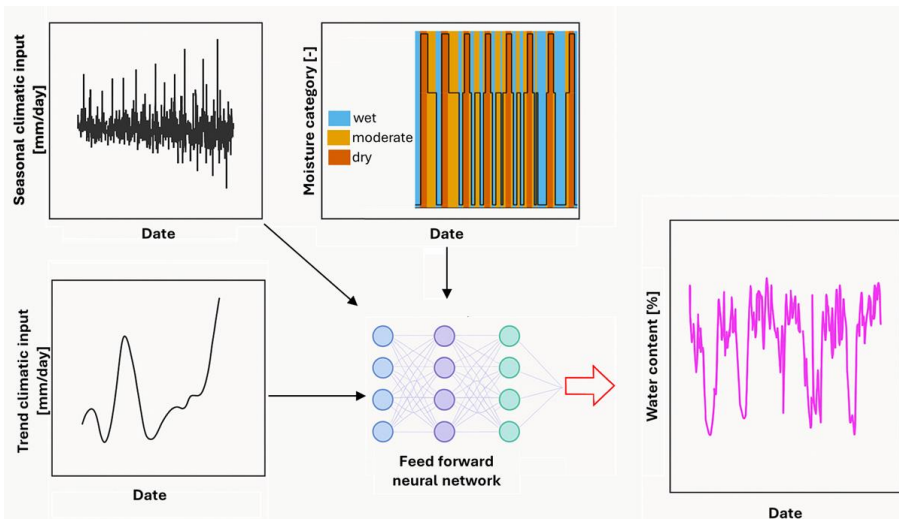 Seasonal climatic input
[mm/day]
Date
Moisture category [-]
wet
moderate
dry
Date
Trend climatic input
[mm/day]
Date
Feed forward
neural network
Water content [%]
Date